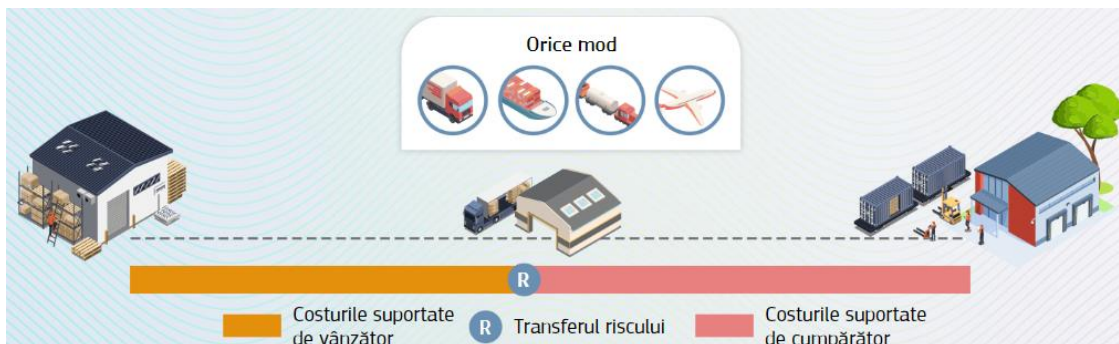 Orice mod
R
Costurile suportate
de vânzător
R
Transferul riscului
Costurile suportate
de cumpărător